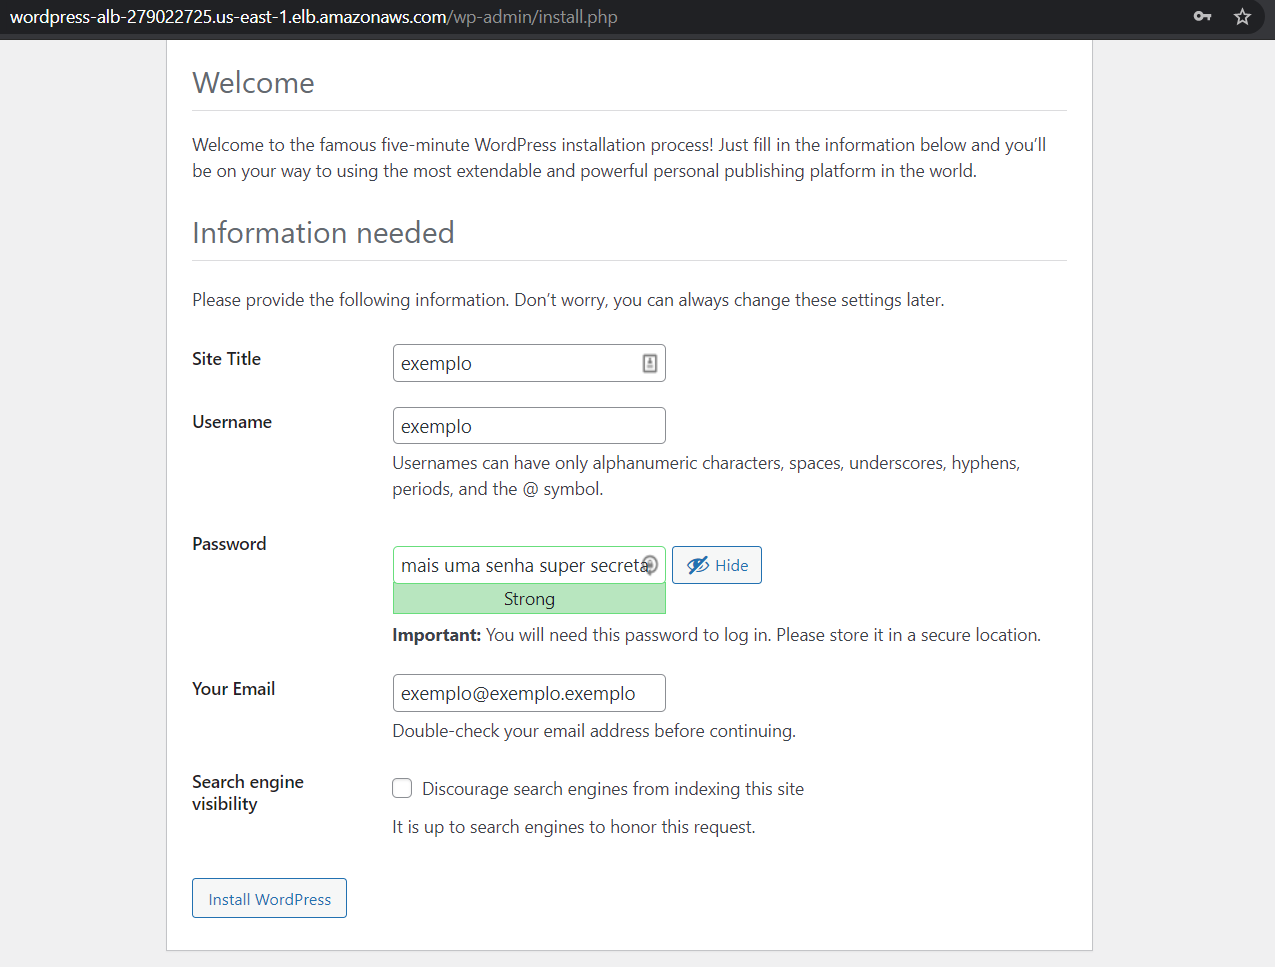 wordpress-alb-279022725.us-east-1.elb.amazonaws.com/wp-admin/install.php
Welcome
Welcome to the famous five-minute WordPress installation process! Just fill in the information below and you’ll
be on your way to using the most extendable and powerful personal publishing platform in the world.
Information needed
Please provide the following information. Don’t worry, you can always change these settings later.
Site Title
exemplo
Username
exemplo
Usernames can have only alphanumeric characters, spaces, underscores, hyphens,
periods, and the @ symbol.
Password
mais uma senha super secreta
Hide
Strong
Important: You will need this password to log in. Please store it in a secure location.
Your Email
exemplo@exemplo.exemplo
Double-check your email address before continuing.
Search engine
visibility
Discourage search engines from indexing this site
It is up to search engines to honor this request.
Install WordPress